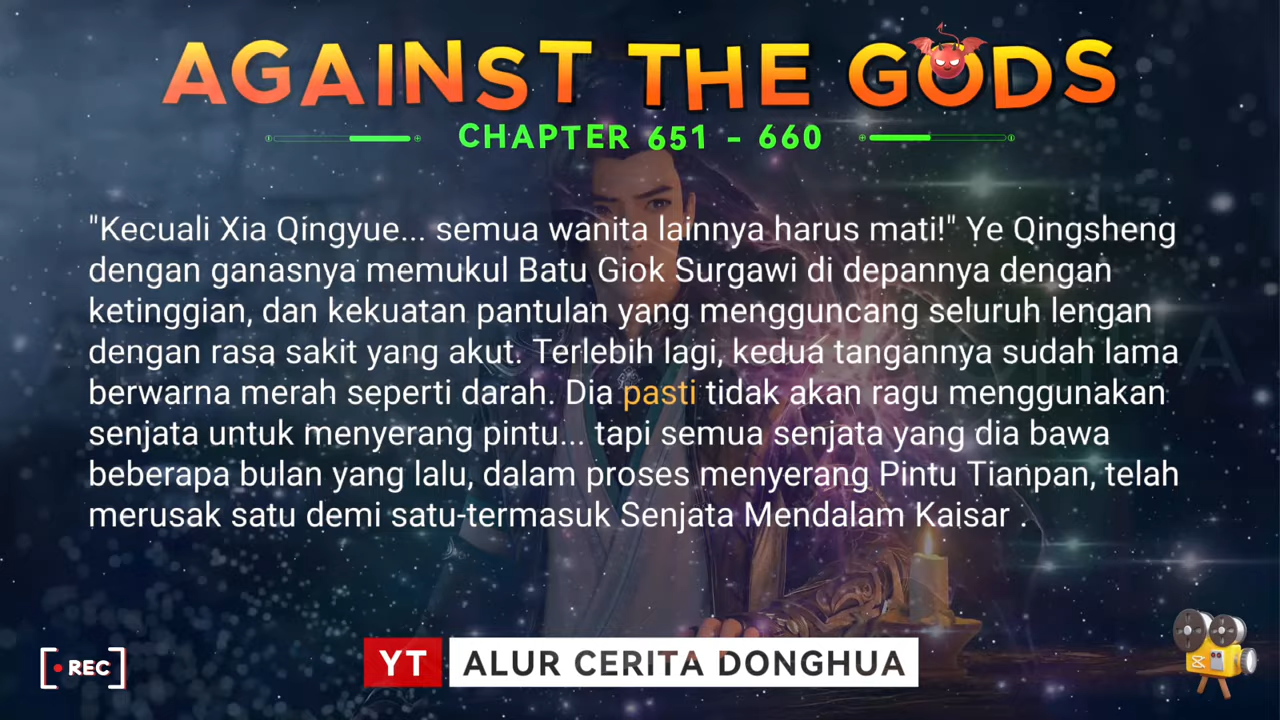 AGAINST THE GODS
CHAPTER 651 - 660
"Kecuali Xia Qingyue... semua wanita lainnya harus mati!" Ye Qingsheng
dengan ganasnya memukul Batu Giok Surgawi di depannya dengan
ketinggian, dan kekuatan pantulan yang mengguncang seluruh lengan
dengan rasa sakit yang akut. Terlebih lagi, kedua tangannya sudah lama
berwarna merah seperti darah. Dia pasti tidak akan ragu menggunakan
senjata untuk menyerang pintu... tapi semua senjata yang dia bawa
beberapa bulan yang lalu, dalam proses menyerang Pintu Tianpan, telah
merusak satu demi satu-termasuk Senjata Mendalam Kaisar .
REC
YT ALUR CERITA DONGHUA